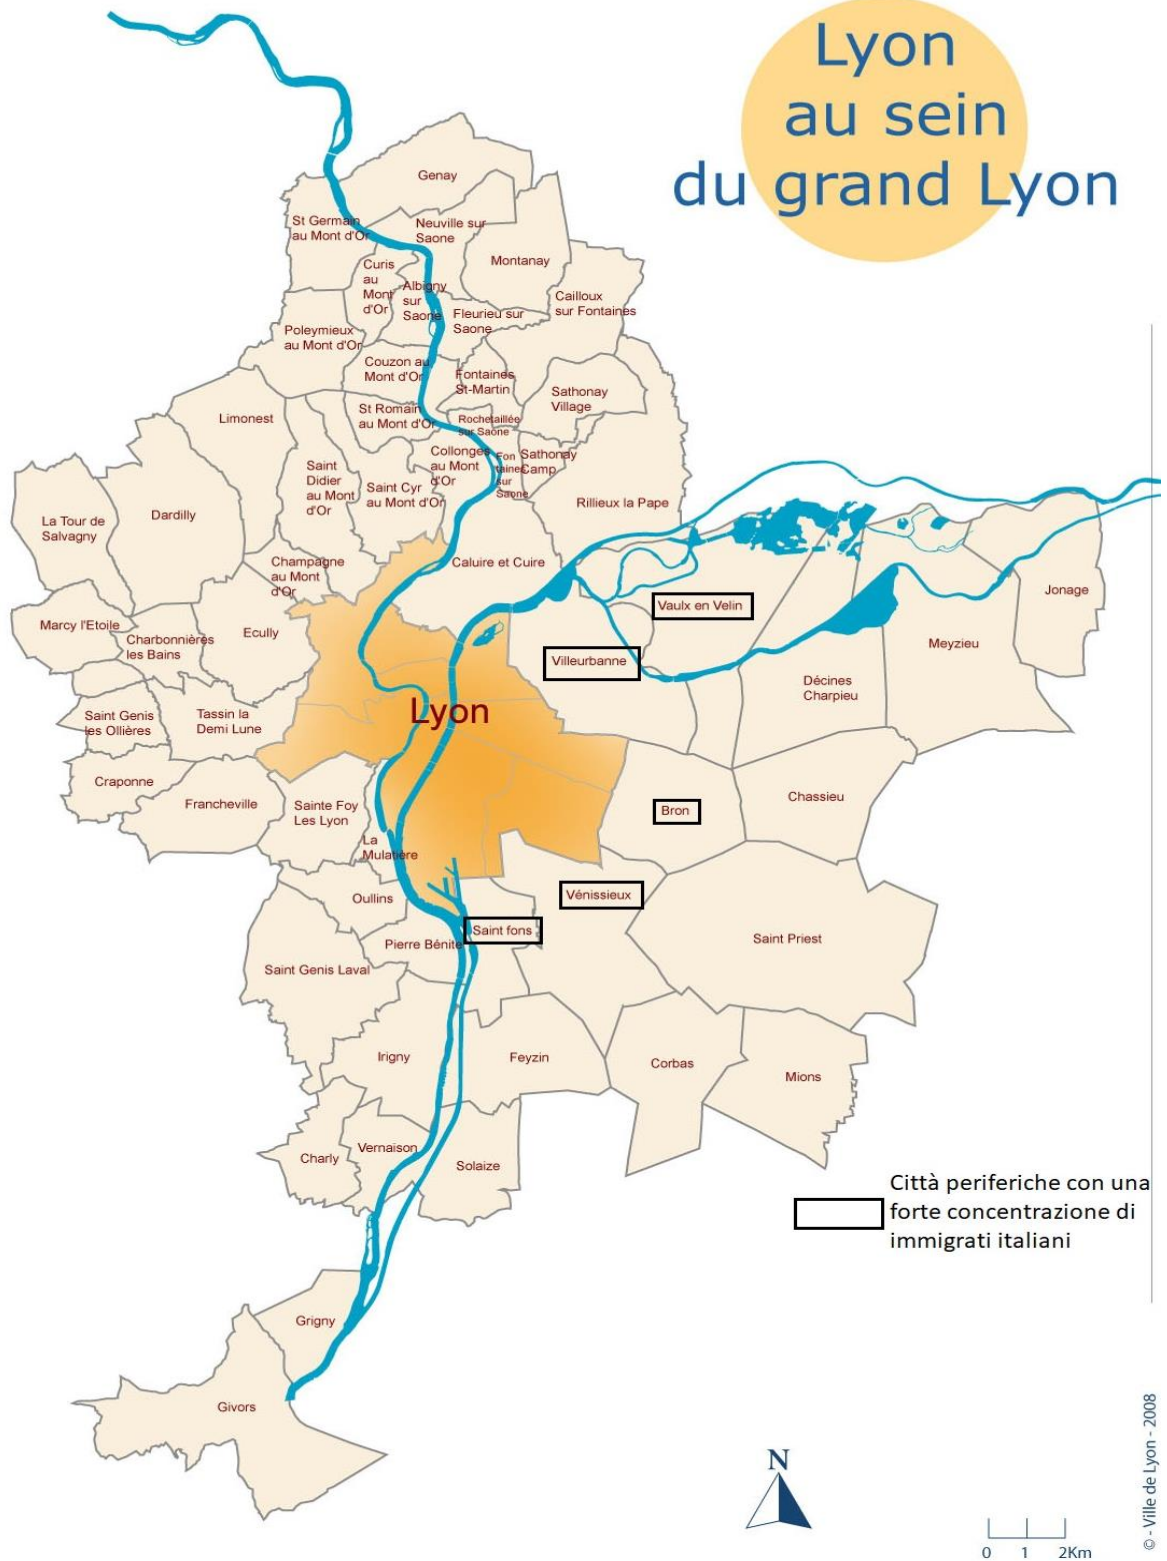 Lyon
au sein
du grand Lyon
Genay
St Germain
au Mont d'Or
Neuville sur
Saone
Montanay
Curis
au
Mont
d'Or
Albigny
sur
Saone
Cailloux
sur Fontaines
Fleurieu sur
Saone
Poleymieux
au Mont d'Or
Couzon au
Mont d'Or
Fontaines
St-Martin
Sathonay
Village
Limonest
St Romain
au Mont d'Or
Rochetaillée
sur Saone
Collonges
au Mont
d'Or
Fon
taines
sur
Saone
Sathonay
Camp
Saint
Didier
au Mont
d'Or
Saint Cyr
au Mont d'Or
Rillieux la Pape
La Tour de
Salvagny
Dardilly
Champagne
au Mont
d'Or
Caluire et Cuire
Jonage
Vaulx en Velin
Marcy l'Etoile
Charbonnières
les Bains
Ecully
Meyzieu
Villeurbanne
Décines
Charpieu
Saint Genis
les Ollières
Tassin la
Demi Lune
Lyon
Craponne
Francheville
Sainte Foy
Les Lyon
Bron
Chassieu
La
Mulatière
Oullins
Vénissieux
Saint fons
Pierre Bénite
Saint Priest
Saint Genis Laval
Irigny
Feyzin
Corbas
Mions
Charly
Vernaison
Solaize
Città periferiche con una
forte concentrazione di
immigrati italiani
Grigny
Givors
N
0 1 2Km
© - Ville de Lyon - 2008